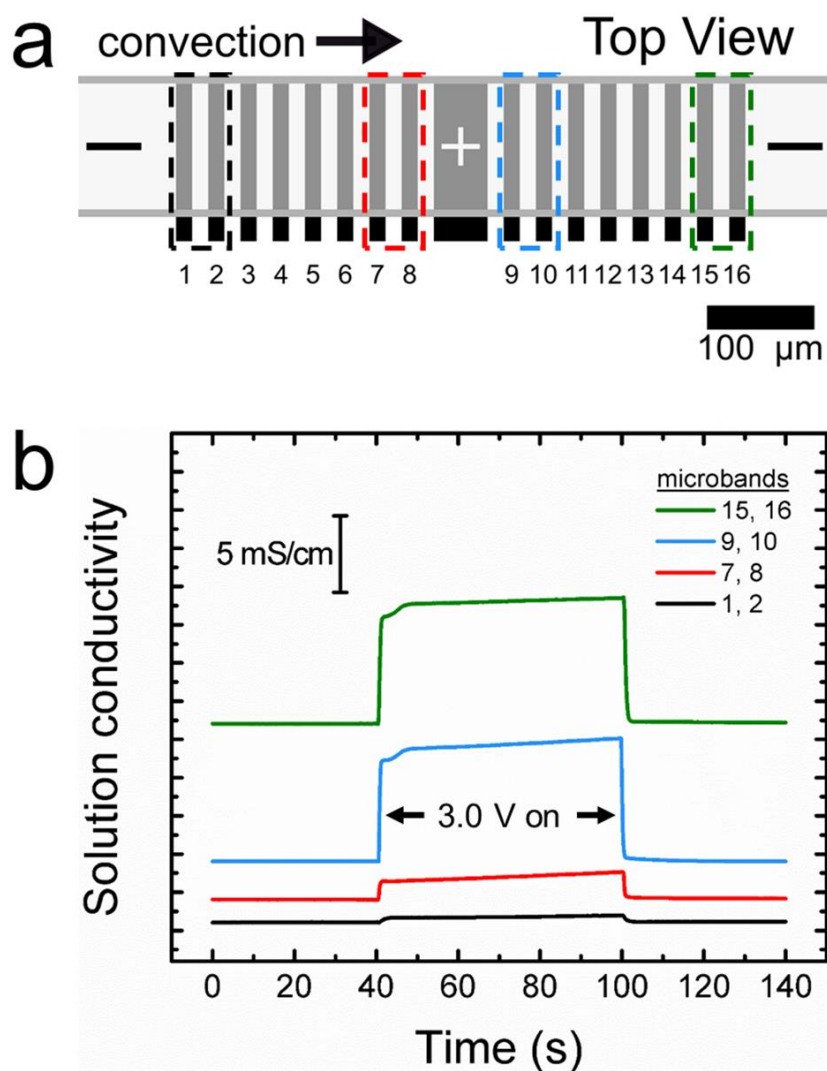 a
convection
Top View
− + −
1 2 3 4 5 6 7 8 9 10 11 12 13 14 15 16
100 μm
b
microbands
15, 16
9, 10
7, 8
1, 2
5 mS/cm
3.0 V on
Solution conductivity
0 20 40 60 80 100 120 140
Time (s)